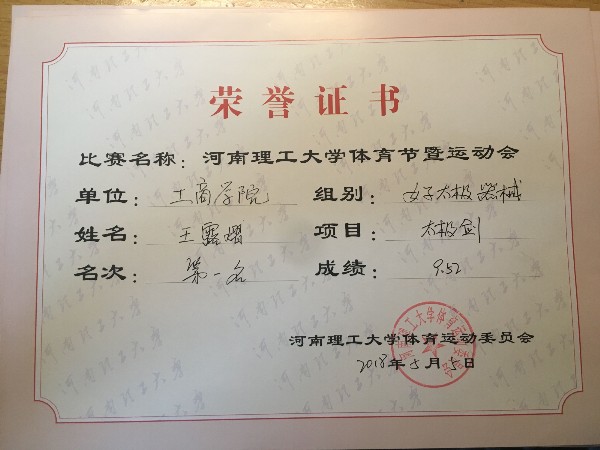 荣誉证书
比赛名称：河南理工大学体育节暨运动会
单位：工商学院 组别：女子太极器械
姓名：王露熠 项目：太极剑
名次：第一名 成绩：9.52
河南理工大学体育运动委员会
2018年5月5日